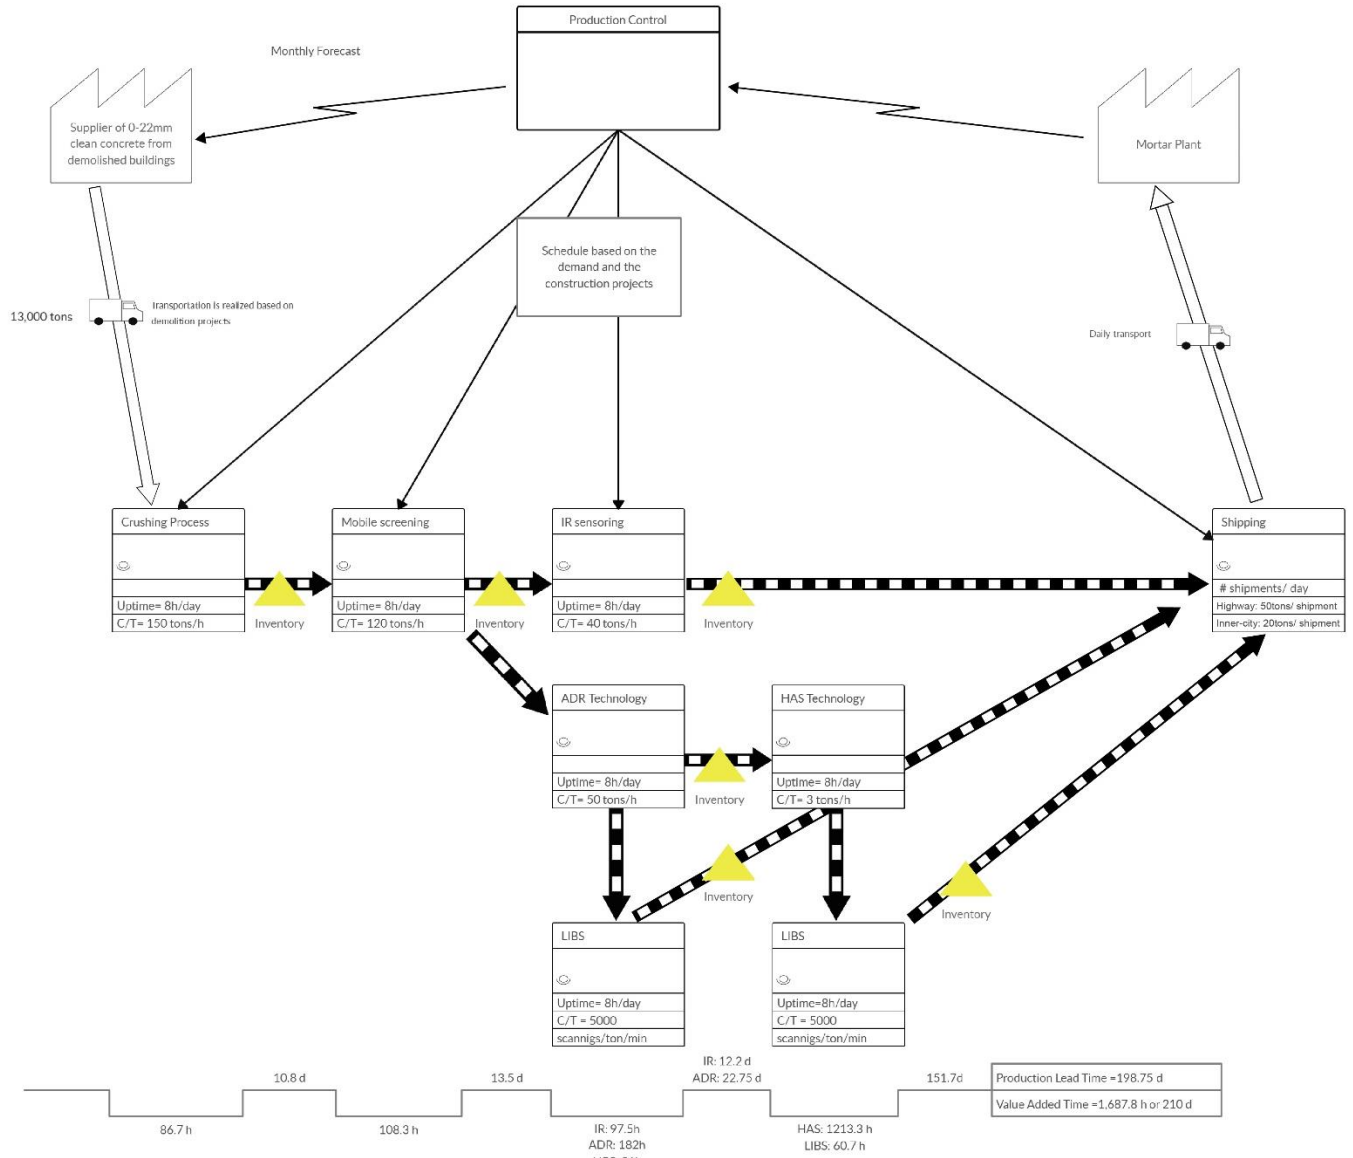 Production Control
Monthly Forecast
Supplier of 0-22mm
clean concrete from
demolished buildings
Mortar Plant
Schedule based on the
demand and the
construction projects
13,000 tons
Transportation is realized based on
demolition projects
Daily transport
Crushing Process
Uptime= 8h/day
C/T= 150 tons/h
Inventory
Mobile screening
Uptime= 8h/day
C/T= 120 tons/h
Inventory
IR sensoring
Uptime= 8h/day
C/T= 40 tons/h
Inventory
Shipping
# shipments/ day
Highway: 50tons/ shipment
Inner-city: 20tons/ shipment
ADR Technology
Uptime= 8h/day
C/T= 50 tons/h
Inventory
HAS Technology
Uptime= 8h/day
C/T= 3 tons/h
Inventory
Inventory
LIBS
Uptime= 8h/day
C/T = 5000
scannigs/ton/min
LIBS
Uptime=8h/day
C/T = 5000
scannigs/ton/min
10.8 d
13.5 d
IR: 12.2 d
ADR: 22.75 d
151.7d
Production Lead Time =198.75 d
Value Added Time =1,687.8 h or 210 d
86.7 h
108.3 h
IR: 97.5h
ADR: 182h
HAS: 1213.3 h
LIBS: 60.7 h